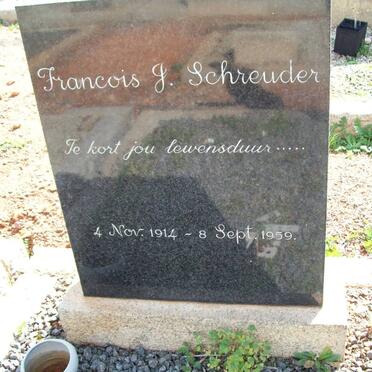 Francois J. Schreuder
Te kort jou lewensduur.....
4 Nov. 1914 - 8 Sept. 1959.